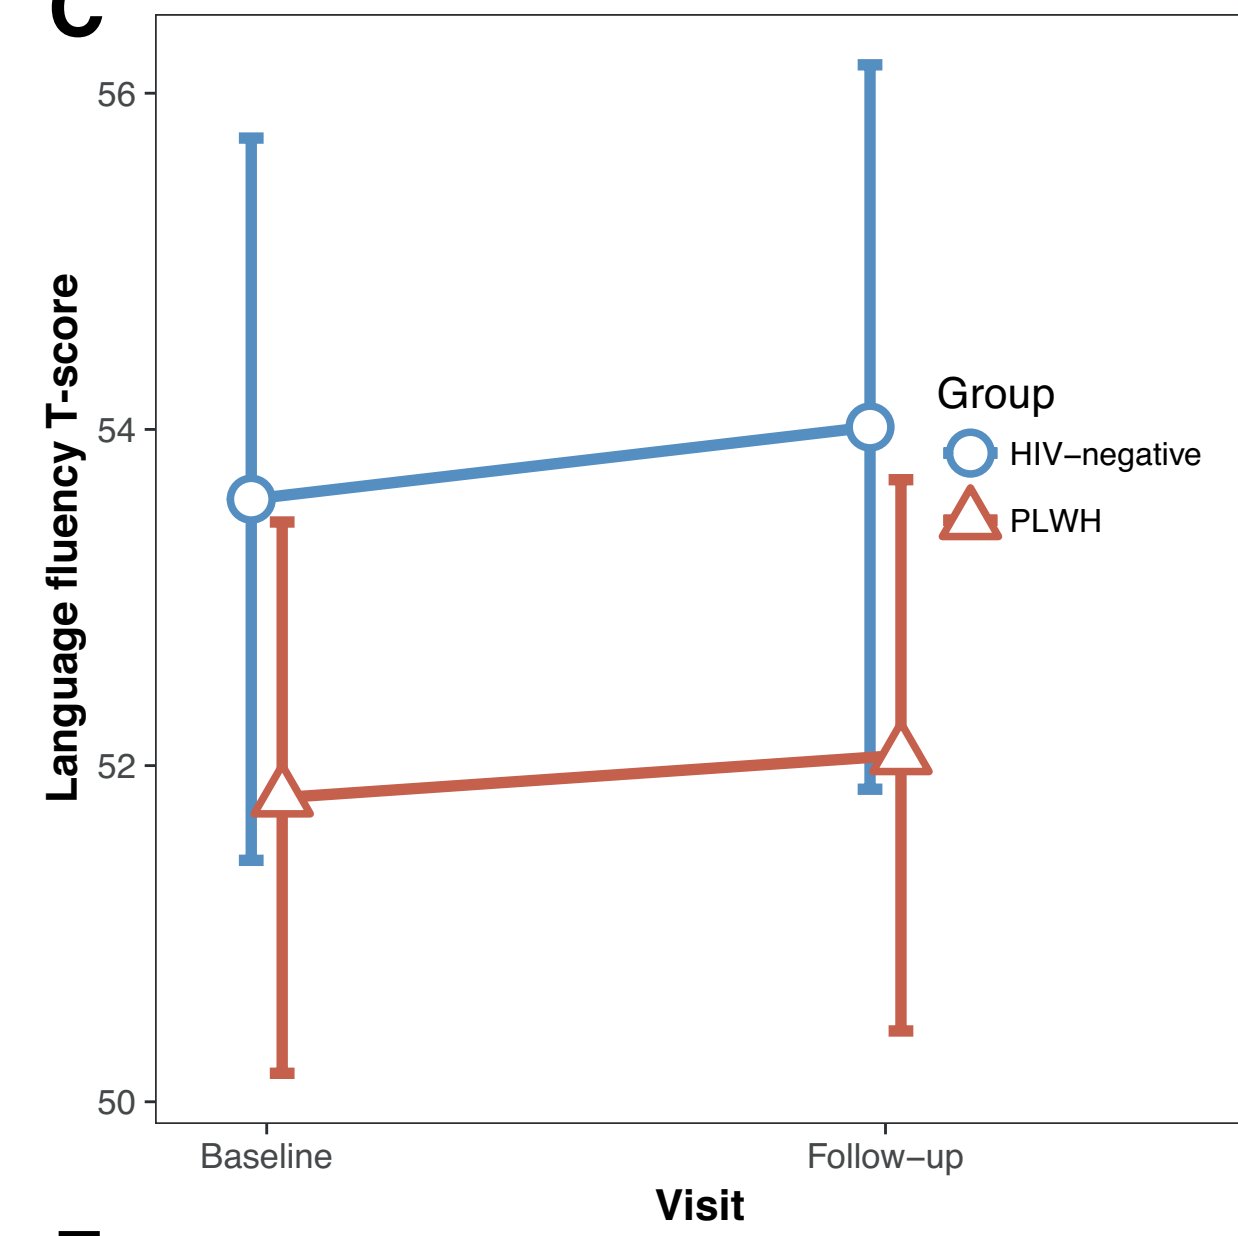 C
56
54
52
50
Language fluency T-score
Group
HIV−negative
PLWH
Baseline
Follow−up
Visit